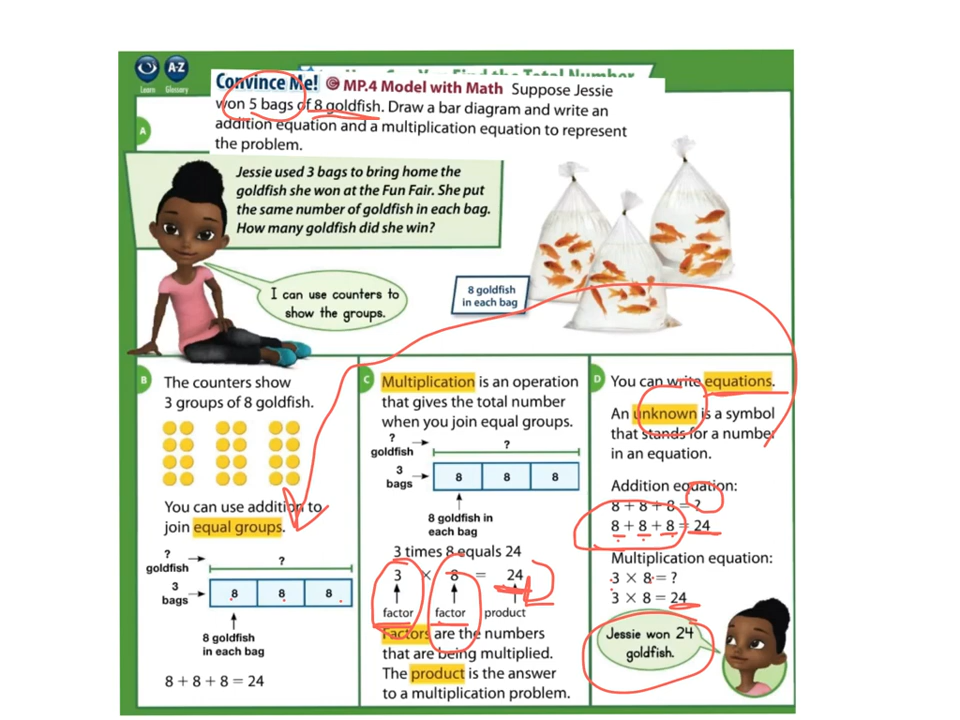 Learn
A-Z
Glossary
Convince Me! MP.4 Model with Math Suppose Jessie
won 5 bags of 8 goldfish. Draw a bar diagram and write an
addition equation and a multiplication equation to represent
the problem.
A
Jessie used 3 bags to bring home the
goldfish she won at the Fun Fair. She put
the same number of goldfish in each bag.
How many goldfish did she win?
I can use counters to
show the groups.
8 goldfish
in each bag
B
The counters show
3 groups of 8 goldfish.
You can use addition to
join equal groups.
?
goldfish
?
3
bags
8 8 8
8 goldfish
in each bag
8 + 8 + 8 = 24
C
Multiplication is an operation
that gives the total number
when you join equal groups.
?
goldfish
?
3
bags
8 8 8
8 goldfish in
each bag
3 times 8 equals 24
3 × 8 = 24
factor factor product
Factors are the numbers
that are being multiplied.
The product is the answer
to a multiplication problem.
D
You can write equations.
An unknown is a symbol
that stands for a number
in an equation.
Addition equation:
8 + 8 + 8 = ?
8 + 8 + 8 = 24
Multiplication equation:
3 × 8 = ?
3 × 8 = 24
Jessie won 24
goldfish.